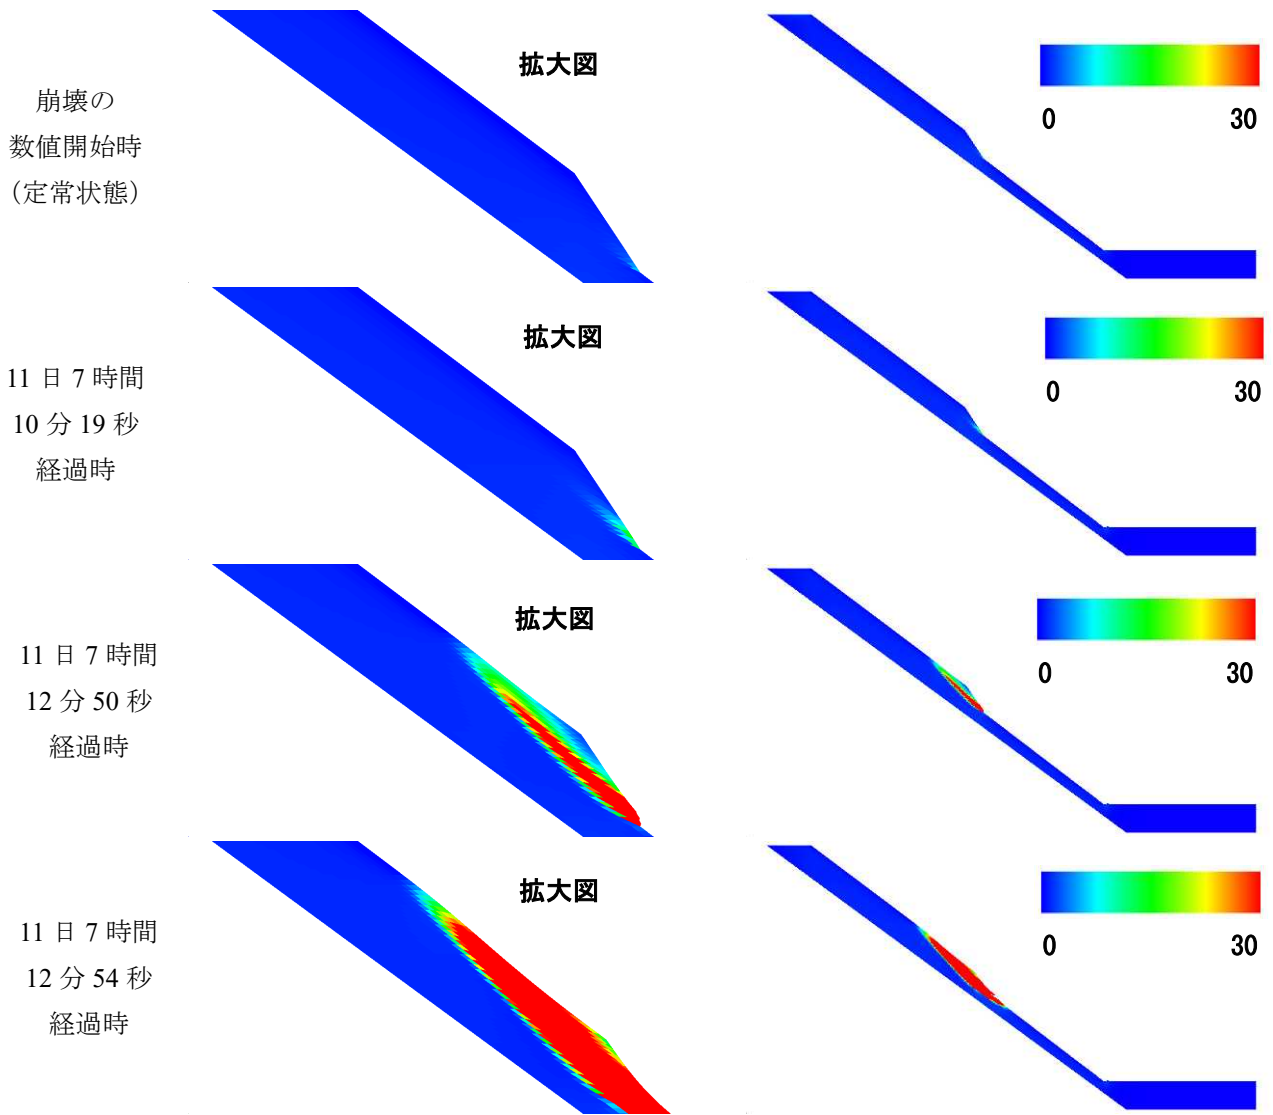 崩壊の
数値開始時
（定常状態）
拡大図
0 30
11 日 7 時間
10 分 19 秒
経過時
拡大図
0 30
11 日 7 時間
12 分 50 秒
経過時
拡大図
0 30
11 日 7 時間
12 分 54 秒
経過時
拡大図
0 30